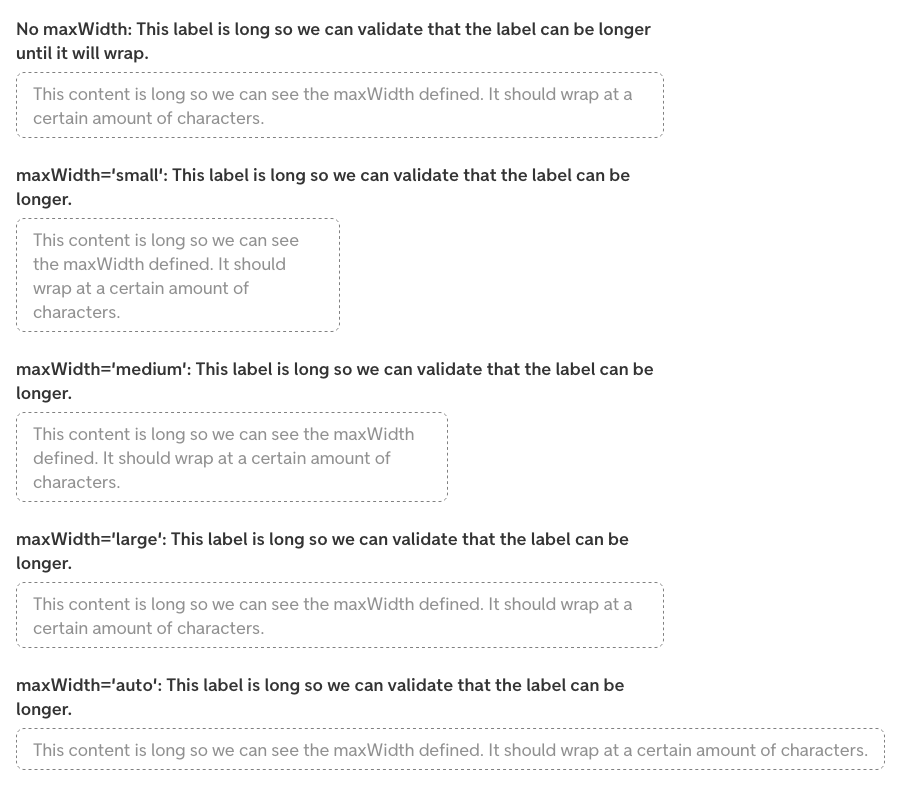 No maxWidth: This label is long so we can validate that the label can be longer
until it will wrap.
This content is long so we can see the maxWidth defined. It should wrap at a
certain amount of characters.
maxWidth='small': This label is long so we can validate that the label can be
longer.
This content is long so we can see
the maxWidth defined. It should
wrap at a certain amount of
characters.
maxWidth='medium': This label is long so we can validate that the label can be
longer.
This content is long so we can see the maxWidth
defined. It should wrap at a certain amount of
characters.
maxWidth='large': This label is long so we can validate that the label can be
longer.
This content is long so we can see the maxWidth defined. It should wrap at a
certain amount of characters.
maxWidth='auto': This label is long so we can validate that the label can be
longer.
This content is long so we can see the maxWidth defined. It should wrap at a certain amount of characters.